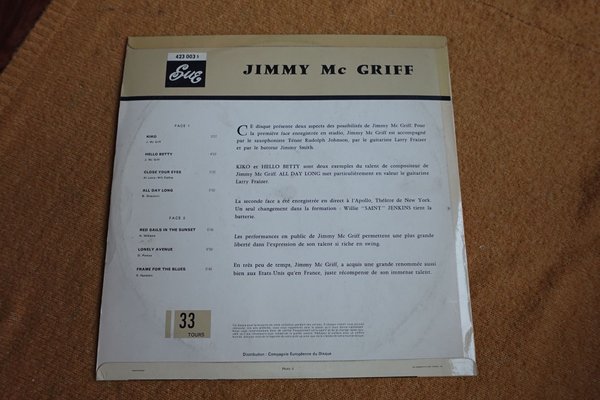 423 003 s
Sue
JIMMY Mc GRIFF
FACE 1
KIKO
J. Mc Griff
HELLO BETTY
J. Mc Griff
CLOSE YOUR EYES
ALL DAY LONG
FACE 2
RED SAILS IN THE SUNSET
LONELY AVENUE
FRAME FOR THE BLUES
33
TOURS
CE disque présente deux aspects des possibilités de Jimmy Mc Griff. Pour
la première face enregistrée en studio, Jimmy Mc Griff est accompagné
par le saxophoniste Ténor Rudolph Johnson, par le guitariste Larry Frazier
et par le batteur Jimmy Smith.
KIKO et HELLO BETTY sont deux exemples du talent de compositeur de
Jimmy Mc Griff. ALL DAY LONG met particulièrement en valeur le guitariste
Larry Fraizer.
La seconde face a été enregistrée en direct à l'Apollo, Théâtre de New York.
Un seul changement dans la formation - Willie "SAINT" JENKINS tient la
batterie.
Les performances en public de Jimmy Mc Griff permettent une plus grande
liberté dans l'expression de son talent si riche en swing.
En très peu de temps, Jimmy Mc Griff, a acquis une grande renommée aussi
bien aux Etats-Unis qu'en France, juste récompense de son immense talent.
Distribution : Compagnie Européenne du Disque